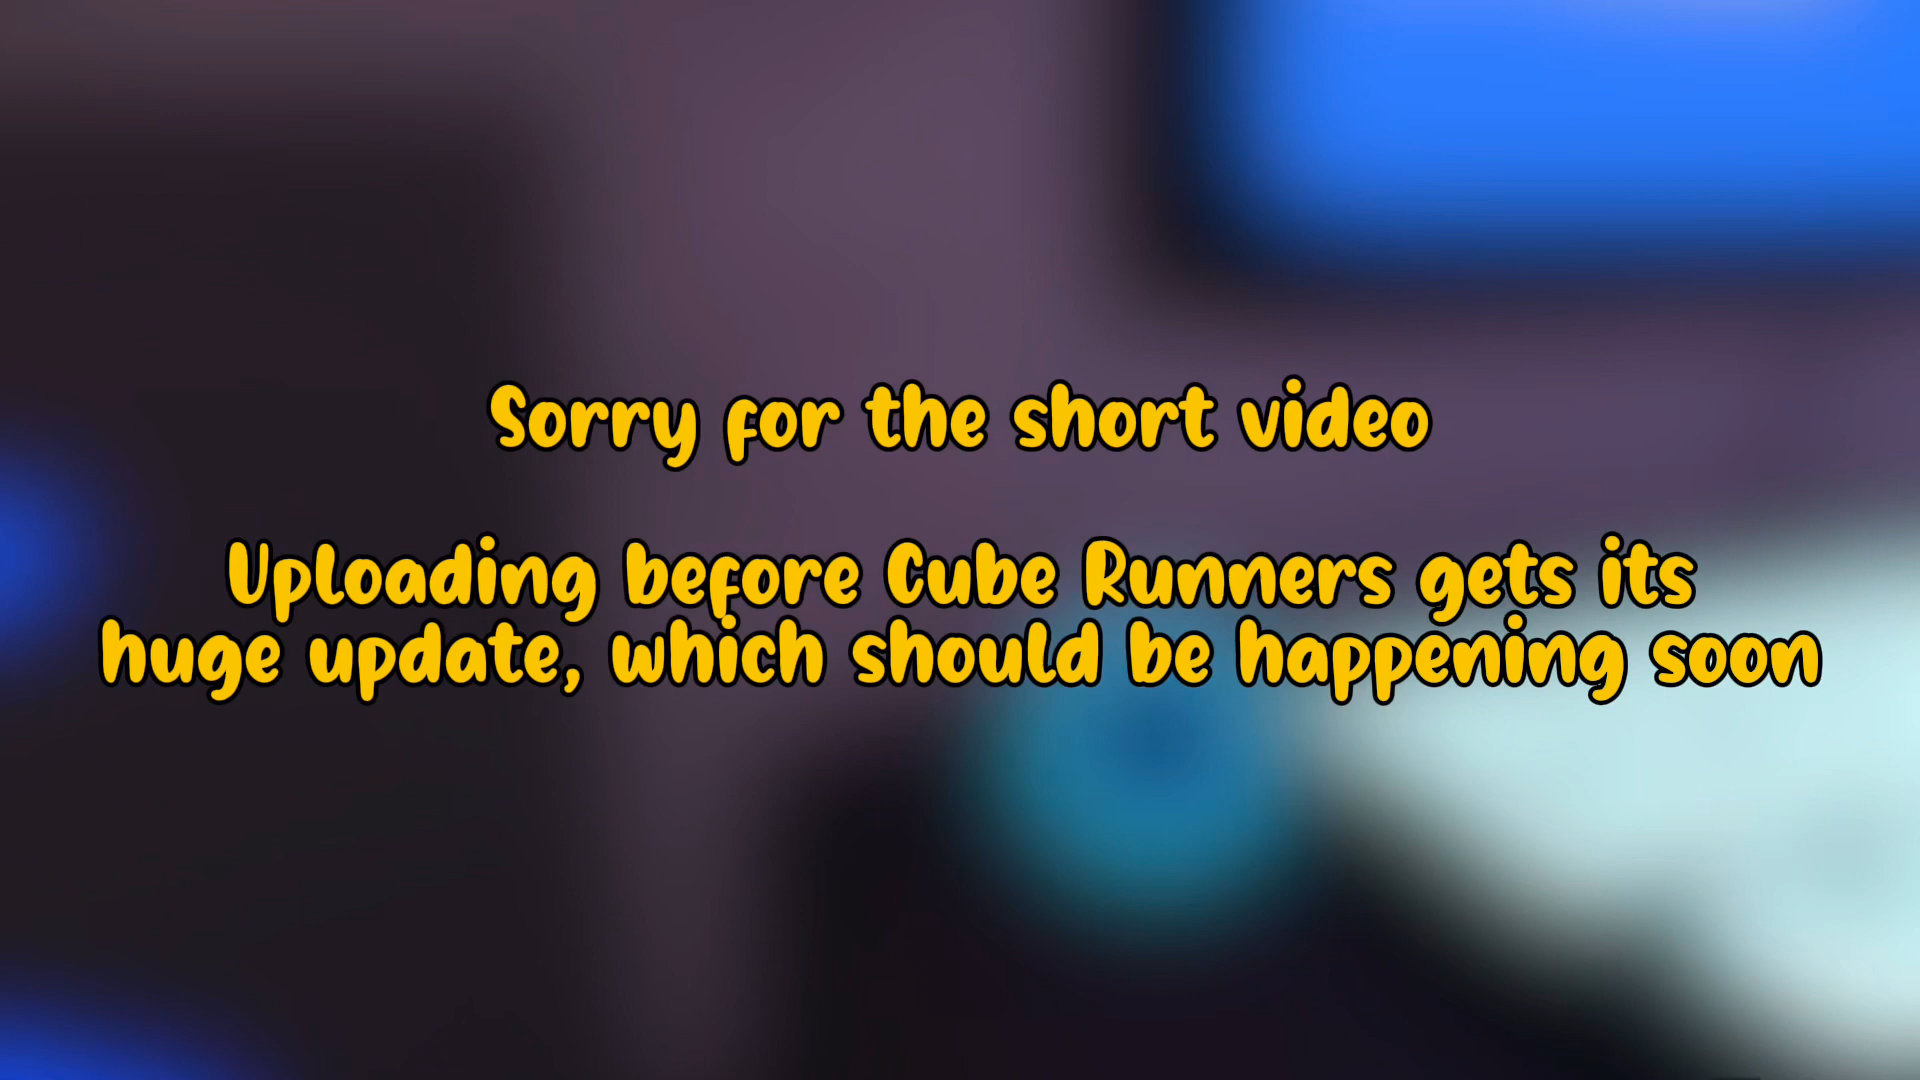 Sorry for the short video
Uploading before Cube Runners gets its
huge update, which should be happening soon